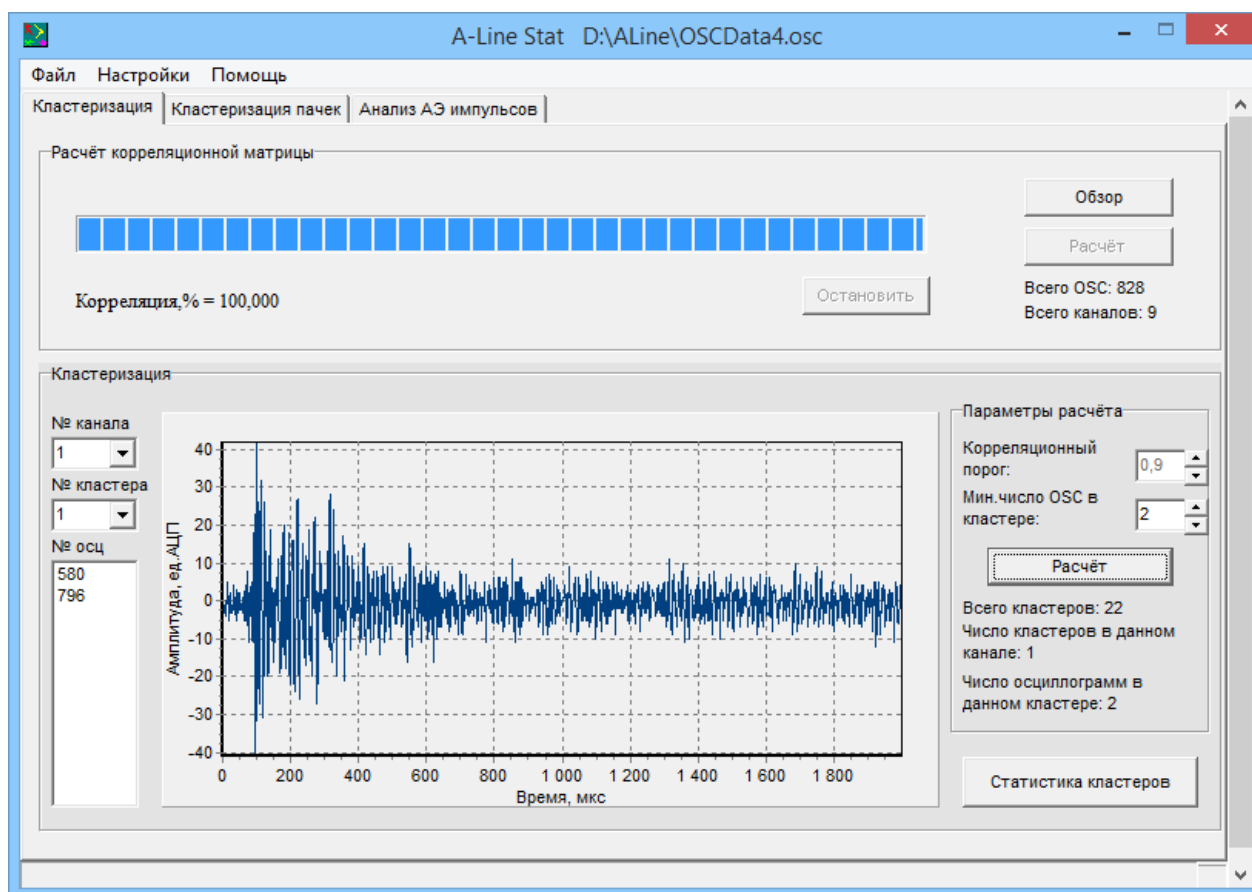 A-Line Stat D:\ALine\OSCData4.osc
Файл Настройки Помощь
Кластеризация Кластеризация пачек Анализ АЭ импульсов
Расчёт корреляционной матрицы
Обзор
Расчёт
Корреляция,% = 100,000
Остановить
Всего OSC: 828
Всего каналов: 9
Кластеризация
№ канала
1
№ кластера
1
№ осц
580
796
Амплитуда, ед.АЦП
40
30
20
10
0
-10
-20
-30
-40
0 200 400 600 800 1 000 1 200 1 400 1 600 1 800
Время, мкс
Параметры расчёта
Корреляционный
порог:
0,9
Мин.число OSC в
кластере:
2
Расчёт
Всего кластеров: 22
Число кластеров в данном
канале: 1
Число осциллограмм в
данном кластере: 2
Статистика кластеров